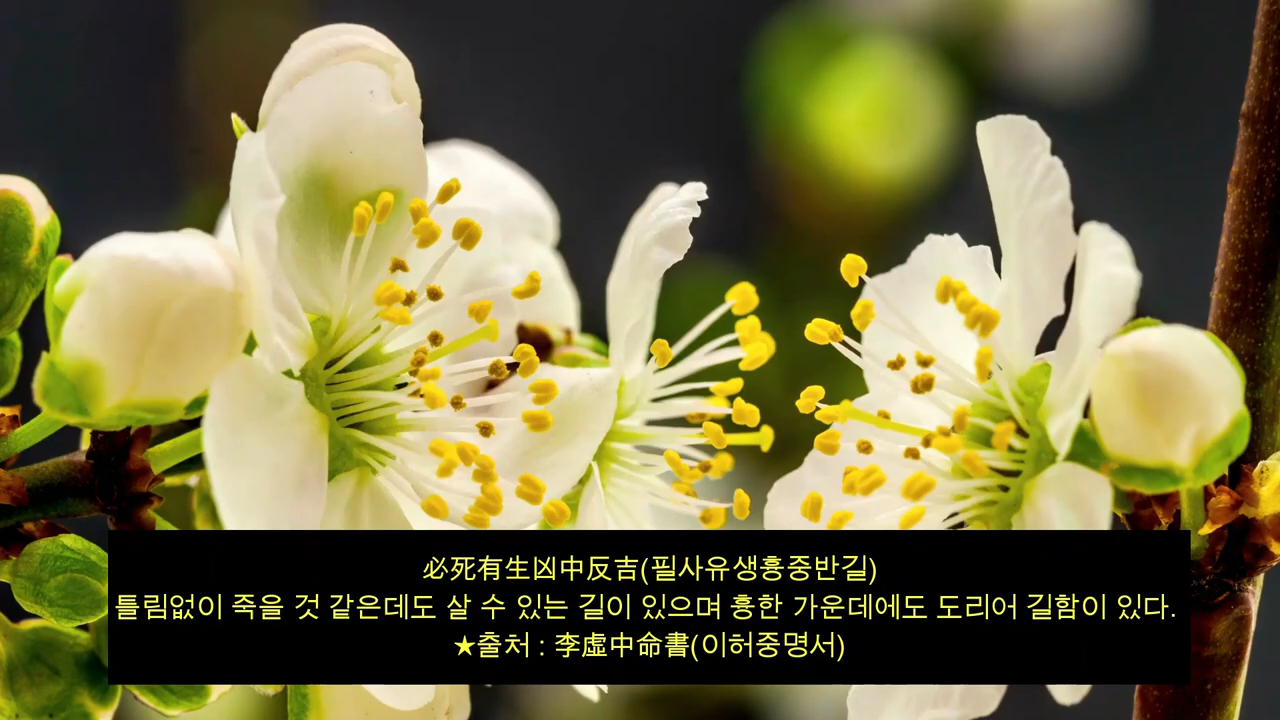 必死有生凶中反吉(필사유생흉중반길)
틀림없이 죽을 것 같은데도 살 수 있는 길이 있으며 흉한 가운데에도 도리어 길함이 있다.
★출처 : 李虛中命書(이허중명서)